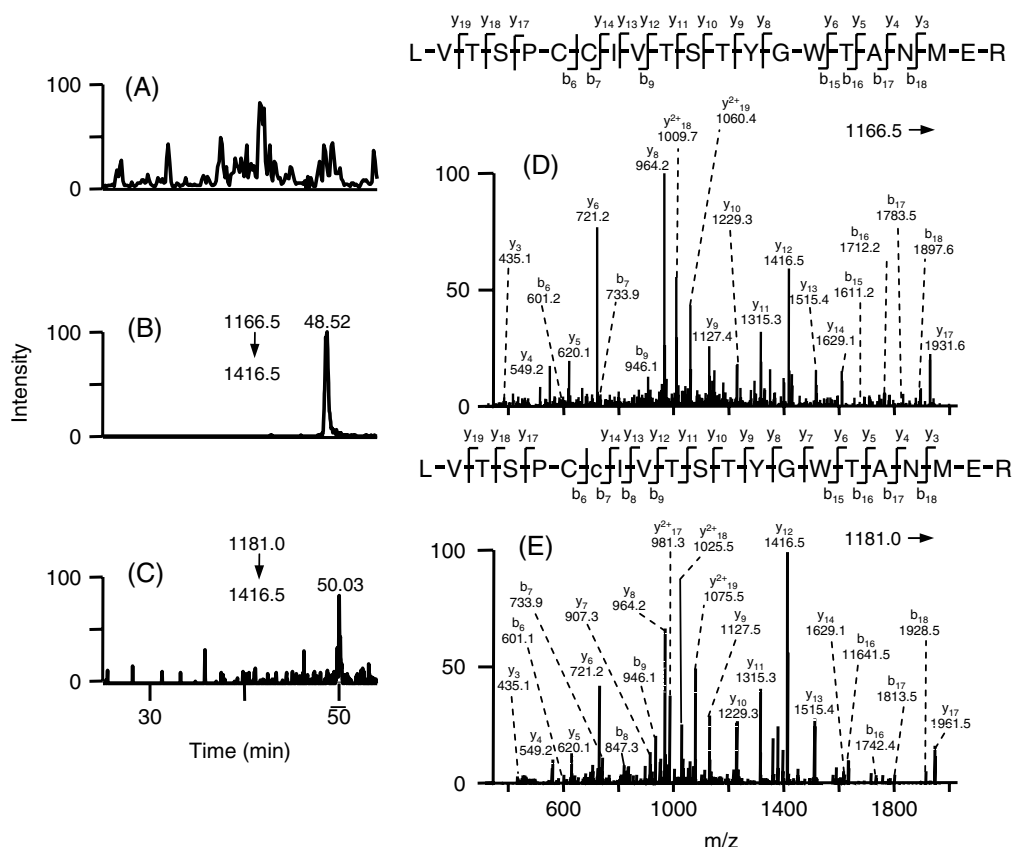 (A)
100
0
(B)
1166.5
1416.5
48.52
100
0
Intensity
(C)
1181.0
1416.5
50.03
100
0
30
50
Time (min)
y19 y18 y17 y14 y13 y12 y11 y10 y9 y8 y6 y5 y4 y3
L-V-T-S-P-C-C-I-V-T-S-T-Y-G-W-T-A-N-M-E-R
b6 b7 b9 b15 b16 b17 b18
(D)
1166.5
100
50
0
y3
435.1
y4
549.2
b6
601.2
y5
620.1
y6
721.2
b7
733.9
b9
946.1
y8
964.2
y2+18
1009.7
y2+19
1060.4
y9
1127.4
y10
1229.3
y11
1315.3
y12
1416.5
y13
1515.4
y14
1629.1
b15
1611.2
b16
1712.2
b17
1783.5
b18
1897.6
y17
1931.6
y19 y18 y17 y14 y13 y12 y11 y10 y9 y8 y7 y6 y5 y4 y3
L-V-T-S-P-C-c-I-V-T-S-T-Y-G-W-T-A-N-M-E-R
b6 b7 b8 b9 b15 b16 b17 b18
(E)
1181.0
100
50
0
y3
435.1
b6
601.1
b7
733.9
y4
549.2
y5
620.1
y6
721.2
y7
907.3
b8
847.3
b9
946.1
y8
964.2
y2+17
981.3
y2+18
1025.5
y2+19
1075.5
y9
1127.5
y10
1229.3
y11
1315.3
y12
1416.5
y13
1515.4
y14
1629.1
b16
11641.5
b16
1742.4
b17
1813.5
b18
1928.5
y17
1961.5
600
1000
1400
1800
m/z